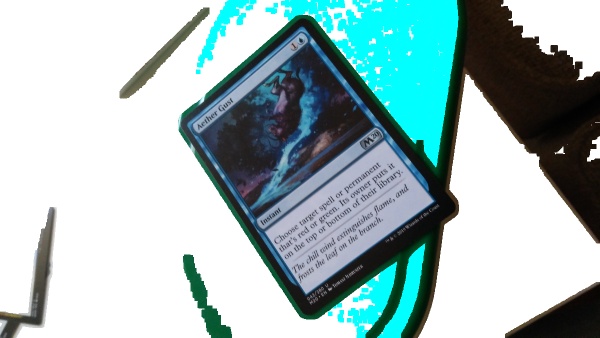 Aether Gust
1
M20
Instant
Choose target spell or permanent
that's red or green. Its owner puts it
on the top or bottom of their library.
The chill wind extinguishes flame, and
frosts the leaf on the branch.